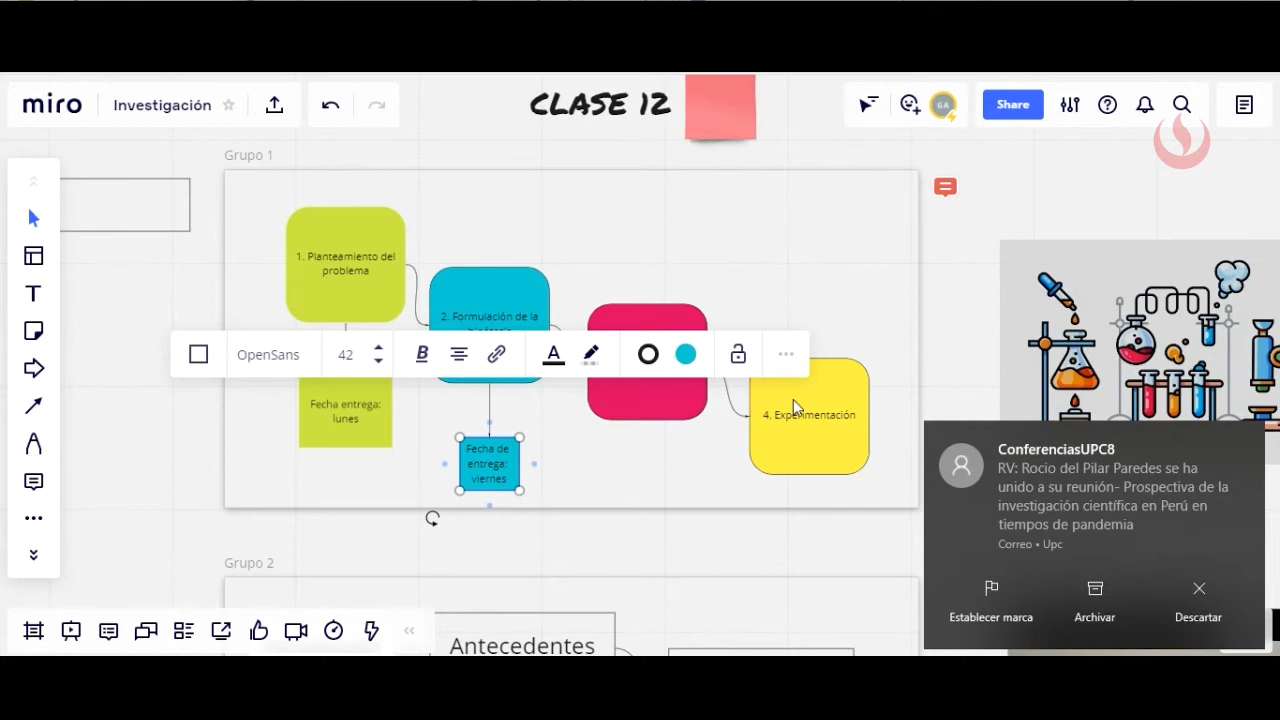 miro
Investigación
CLASE 12
GA
Share
Grupo 1
1. Planteamiento del
problema
2. Formulación de la
OpenSans
42
B
A
Fecha entrega:
lunes
4. Experimentación
Fecha de
entrega:
viernes
ConferenciasUPC8
RV: Rocio del Pilar Paredes se ha
unido a su reunión- Prospectiva de la
investigación científica en Perú en
tiempos de pandemia
Correo • Upc
Establecer marca
Archivar
Descartar
Grupo 2
Antecedentes